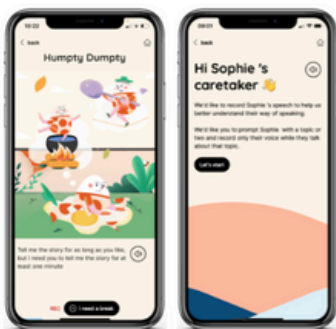 10:22
back
Humpty Dumpty
Tell me the story for as long as you like,
but I need you to tell me the story for at
least one minute
REC
I need a break
09:01
back
Hi Sophie 's
caretaker 👋
We'd like to record Sophie 's speech to help us
better understand their way of speaking.
We'd like you to prompt Sophie with a topic or
two and record only their voice while they talk
about that topic.
Let's start